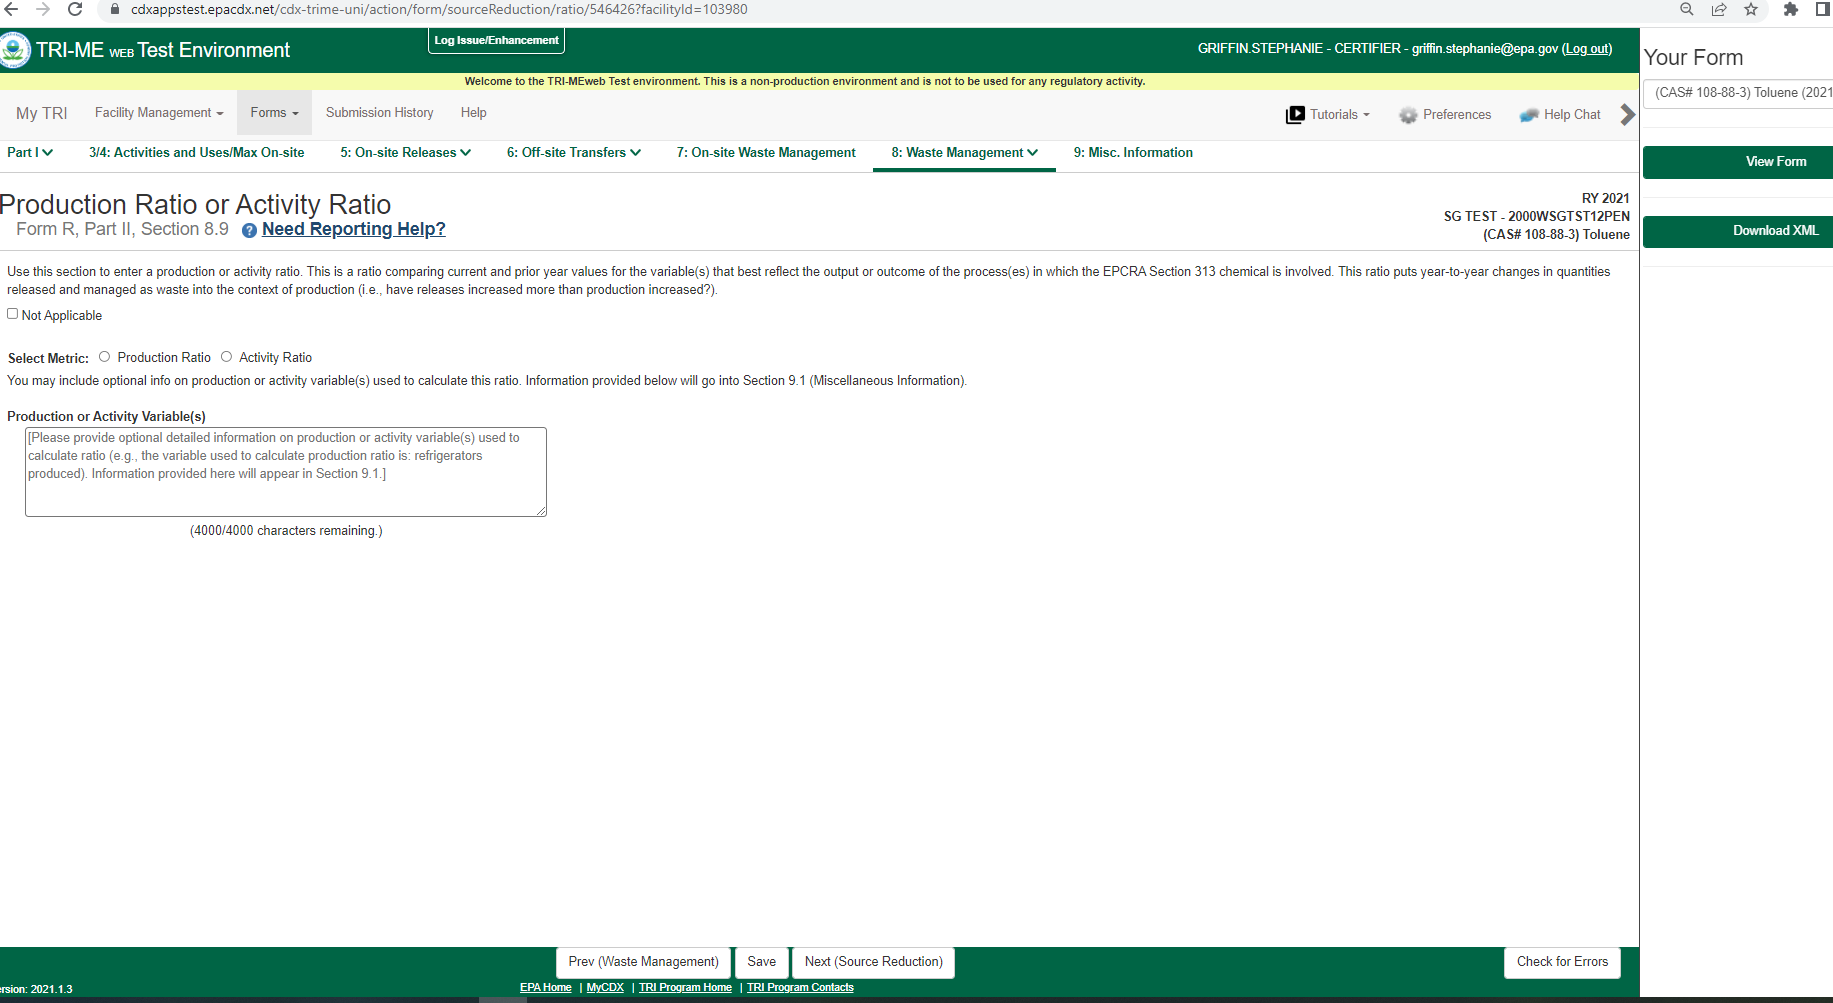 cdxappstest.epacdx.net/cdx-trime-uni/action/form/sourceReduction/ratio/546426?facilityId=103980
TRI-ME WEB Test Environment
Log Issue/Enhancement
GRIFFIN.STEPHANIE - CERTIFIER - griffin.stephanie@epa.gov (Log out)
Your Form
Welcome to the TRI-MEweb Test environment. This is a non-production environment and is not to be used for any regulatory activity.
(CAS# 108-88-3) Toluene (2021
My TRI Facility Management Forms Submission History Help Tutorials Preferences Help Chat
Part I 3/4: Activities and Uses/Max On-site 5: On-site Releases 6: Off-site Transfers 7: On-site Waste Management 8: Waste Management 9: Misc. Information
View Form
Production Ratio or Activity Ratio
Form R, Part II, Section 8.9 ? Need Reporting Help?
RY 2021
SG TEST - 2000WSGTST12PEN
(CAS# 108-88-3) Toluene
Download XML
Use this section to enter a production or activity ratio. This is a ratio comparing current and prior year values for the variable(s) that best reflect the output or outcome of the process(es) in which the EPCRA Section 313 chemical is involved. This ratio puts year-to-year changes in quantities
released and managed as waste into the context of production (i.e., have releases increased more than production increased?).
Not Applicable
Select Metric: Production Ratio Activity Ratio
You may include optional info on production or activity variable(s) used to calculate this ratio. Information provided below will go into Section 9.1 (Miscellaneous Information).
Production or Activity Variable(s)
[Please provide optional detailed information on production or activity variable(s) used to
calculate ratio (e.g., the variable used to calculate production ratio is: refrigerators
produced). Information provided here will appear in Section 9.1.]
(4000/4000 characters remaining.)
Prev (Waste Management) Save Next (Source Reduction) Check for Errors
ersion: 2021.1.3
EPA Home | MyCDX | TRI Program Home | TRI Program Contacts